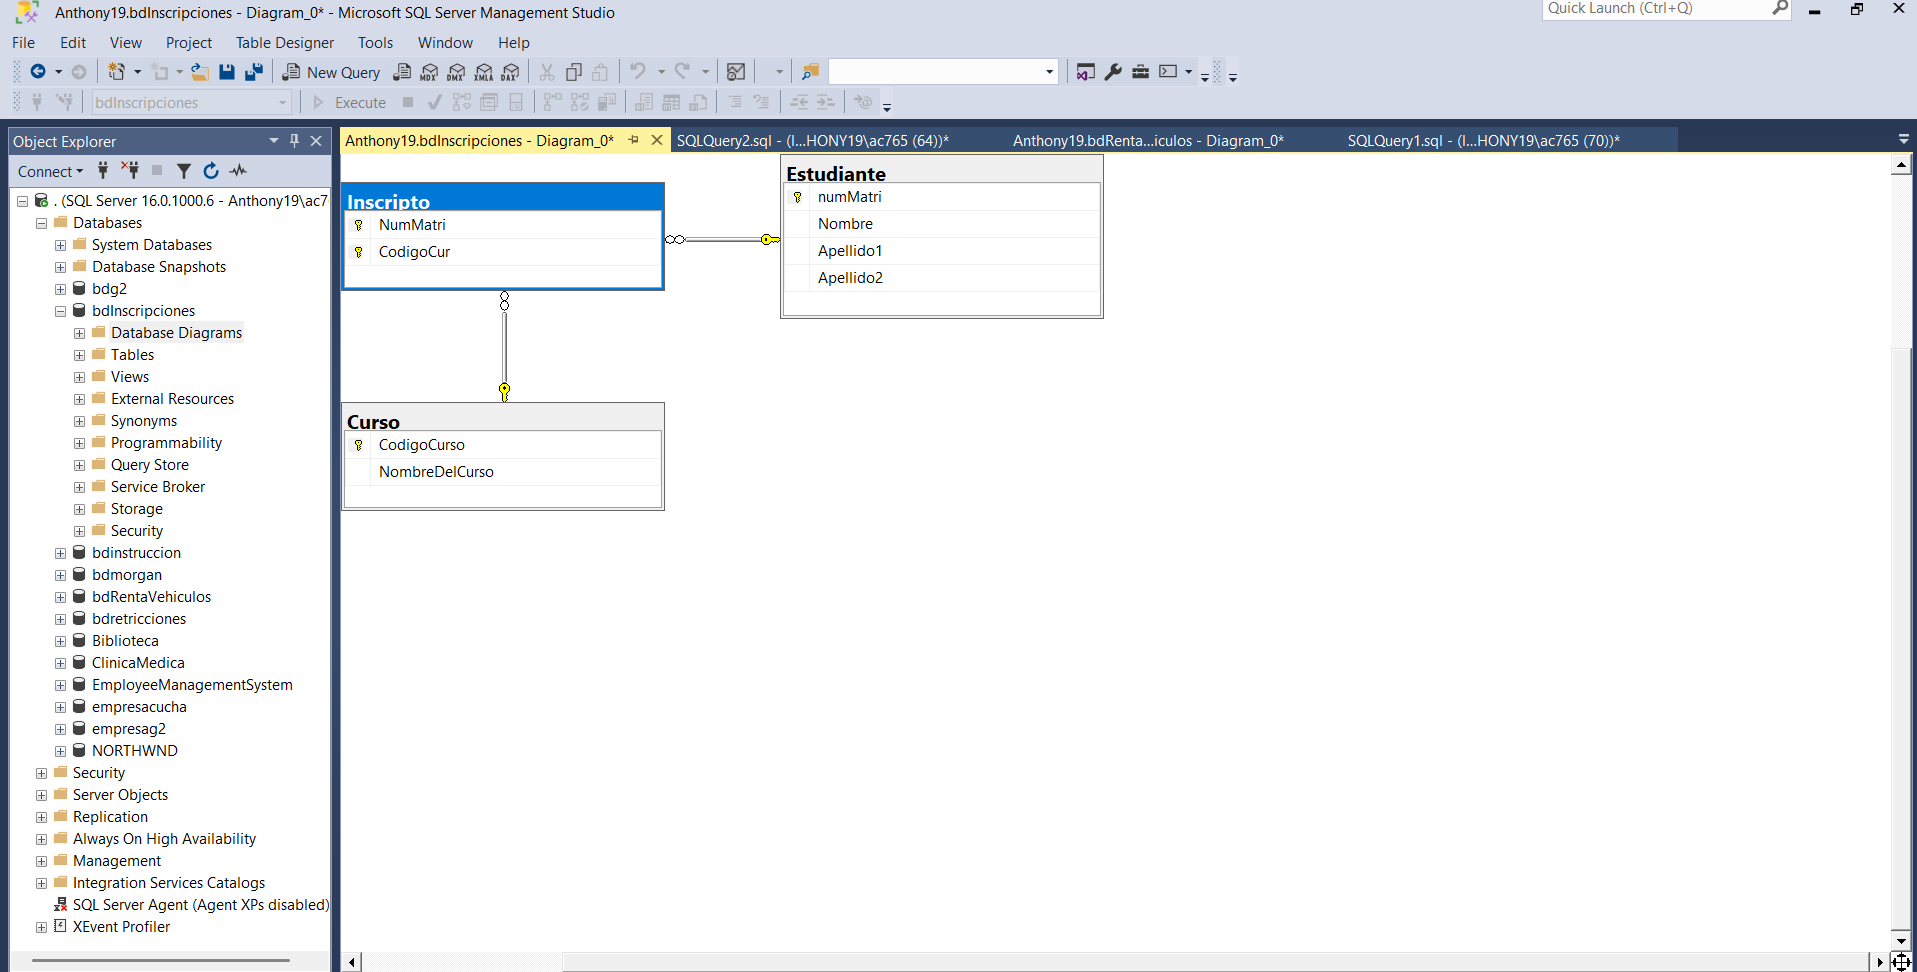 Anthony19.bdInscripciones - Diagram_0* - Microsoft SQL Server Management Studio
Quick Launch (Ctrl+Q)
File Edit View Project Table Designer Tools Window Help
New Query MDX DMX XMLA DAX
bdInscripciones Execute
Object Explorer
Anthony19.bdInscripciones - Diagram_0*
SQLQuery2.sql - (l...HONY19\ac765 (64))*
Anthony19.bdRenta...iculos - Diagram_0*
SQLQuery1.sql - (l...HONY19\ac765 (70))*
Connect
. (SQL Server 16.0.1000.6 - Anthony19\ac7
Databases
System Databases
Database Snapshots
bdg2
bdInscripciones
Database Diagrams
Tables
Views
External Resources
Synonyms
Programmability
Query Store
Service Broker
Storage
Security
bdinstruccion
bdmorgan
bdRentaVehiculos
bdretricciones
Biblioteca
ClinicaMedica
EmployeeManagementSystem
empresacucha
empresag2
NORTHWND
Security
Server Objects
Replication
Always On High Availability
Management
Integration Services Catalogs
SQL Server Agent (Agent XPs disabled)
XEvent Profiler
Inscripto
NumMatri
CodigoCur
Estudiante
numMatri
Nombre
Apellido1
Apellido2
Curso
CodigoCurso
NombreDelCurso